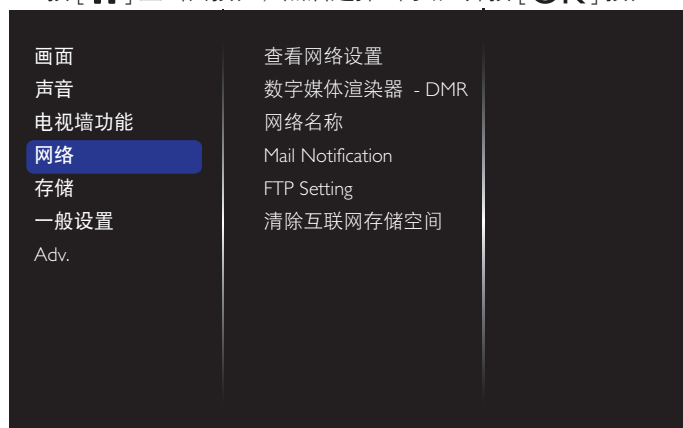 画面
声音
电视墙功能
网络
存储
一般设置
Adv.
查看网络设置
数字媒体渲染器 - DMR
网络名称
Mail Notification
FTP Setting
清除互联网存储空间